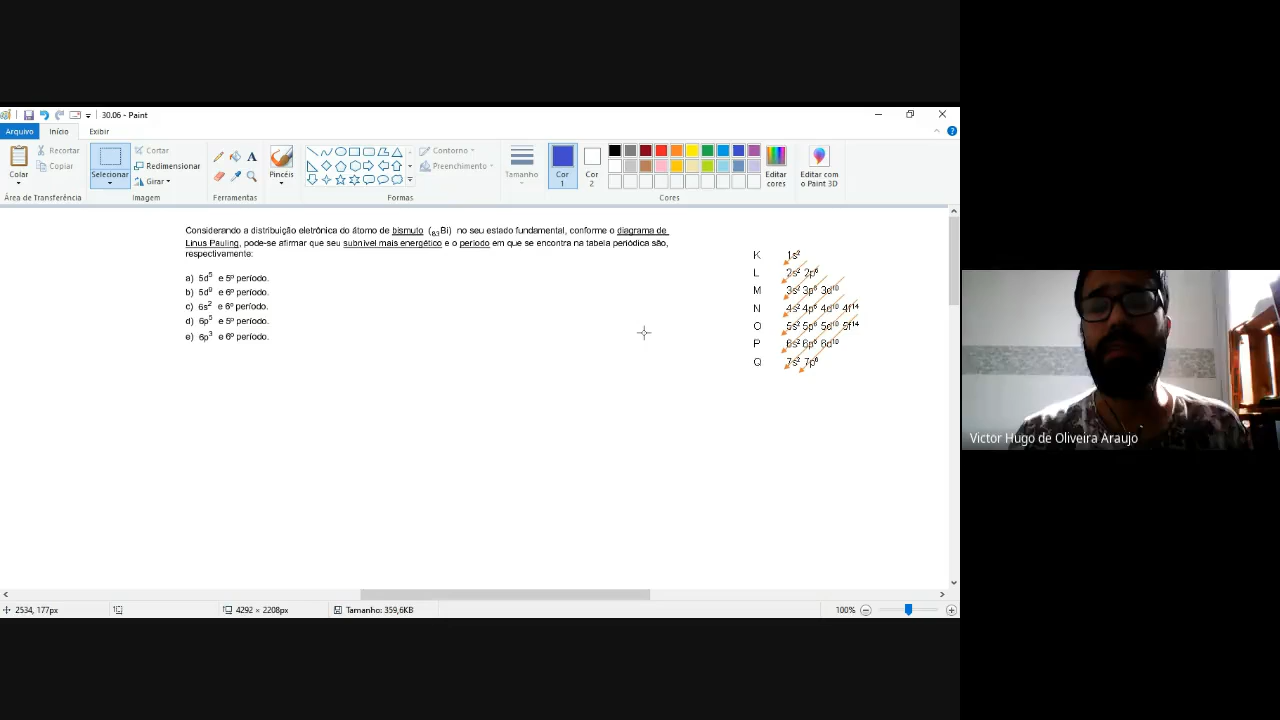 30.06 - Paint
Arquivo Início Exibir
Colar
Recortar
Copiar
Área de Transferência
Selecionar
Redimensionar
Girar
Imagem
A
Ferramentas
Pincéis
Contorno
Preenchimento
Formas
Tamanho
Cor 1
Cor 2
Editar cores
Cores
Editar com o Paint 3D
Considerando a distribuição eletrônica do átomo de bismuto (₈₃Bi) no seu estado fundamental, conforme o diagrama de
Linus Pauling, pode-se afirmar que seu subnível mais energético e o período em que se encontra na tabela periódica são,
respectivamente:
a) 5d⁵ e 5º período.
b) 5d⁹ e 6º período.
c) 6s² e 6º período.
d) 6p⁵ e 5º período.
e) 6p³ e 6º período.
K 1s²
L 2s² 2p⁶
M 3s² 3p⁶ 3d¹⁰
N 4s² 4p⁶ 4d¹⁰ 4f¹⁴
O 5s² 5p⁶ 5d¹⁰ 5f¹⁴
P 6s² 6p⁶ 6d¹⁰
Q 7s² 7p⁶
Victor Hugo de Oliveira Araujo
2534, 177px
4292 × 2208px
Tamanho: 359,6KB
100%